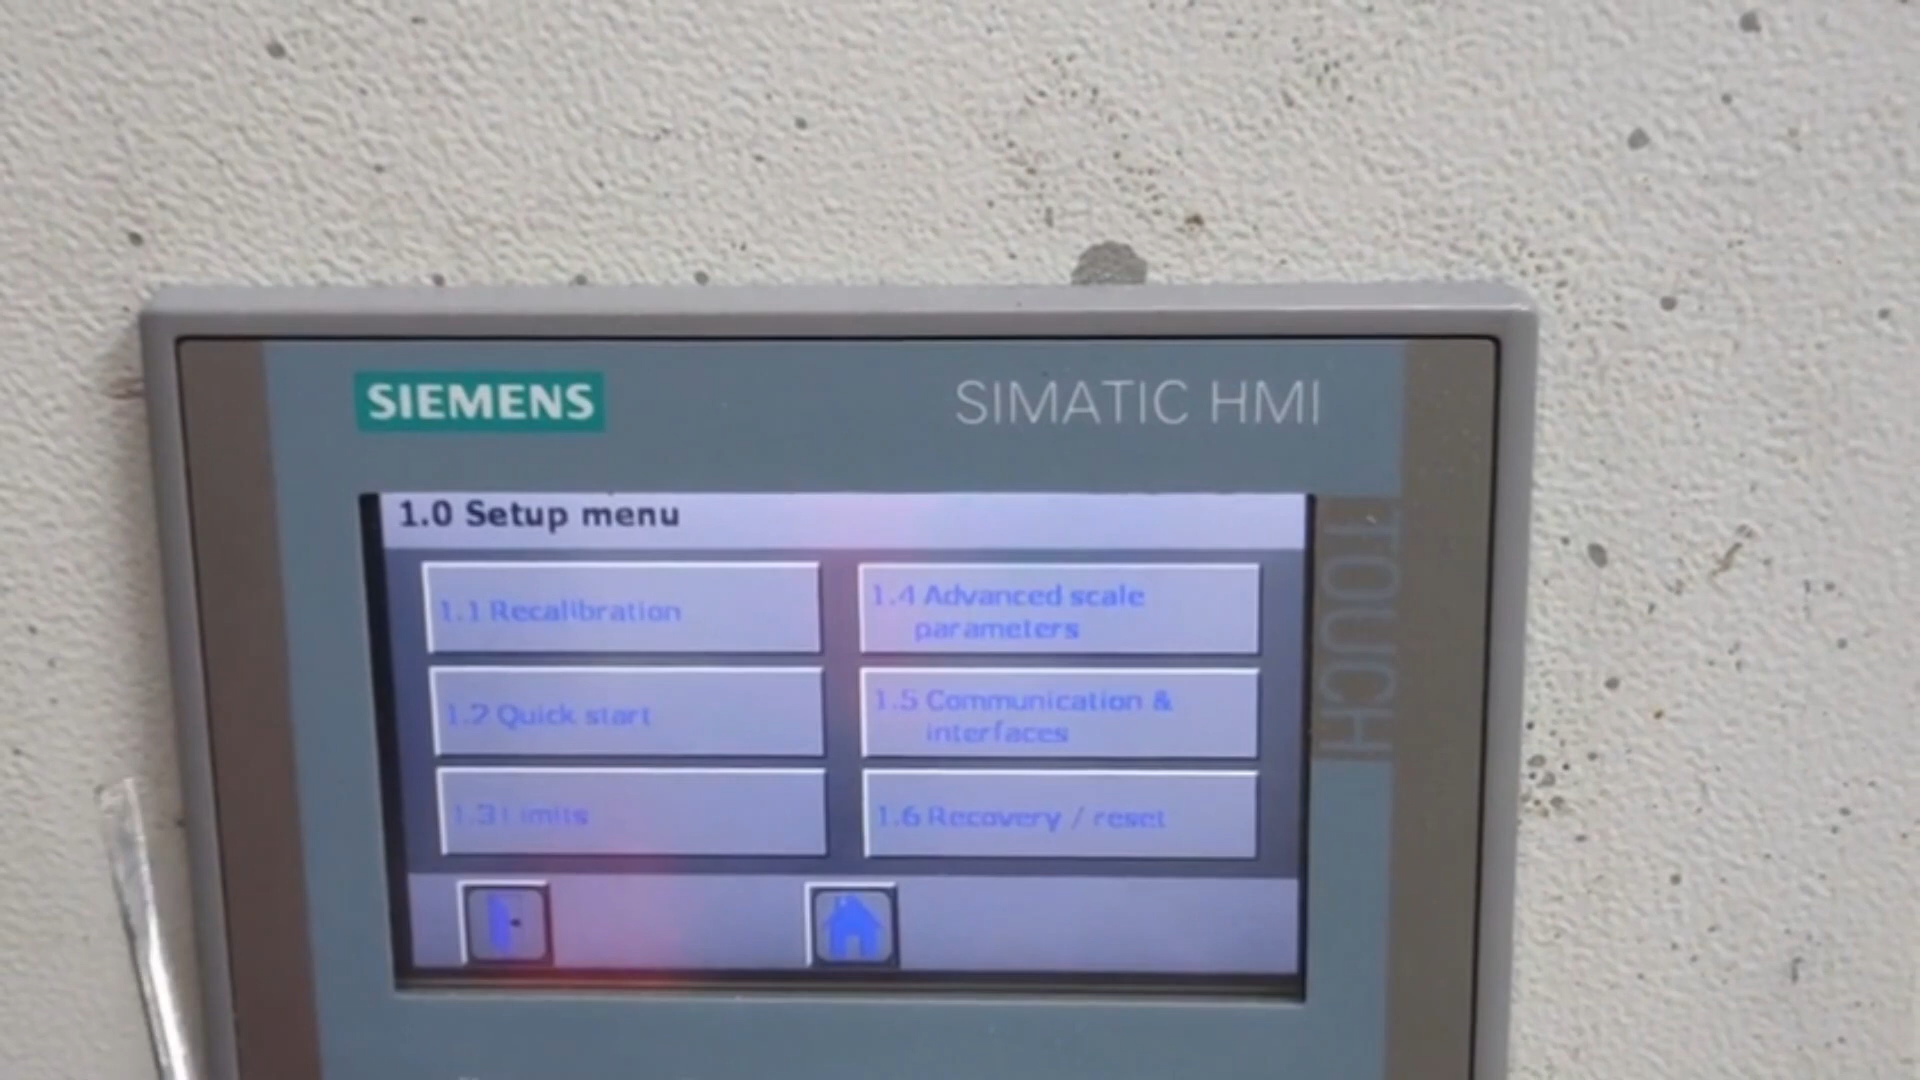 SIEMENS
SIMATIC HMI
TOUCH
1.0 Setup menu
1.1 Recalibration
1.2 Quick start
1.3 Limits
1.4 Advanced scale
parameters
1.5 Communication &
interfaces
1.6 Recovery / reset